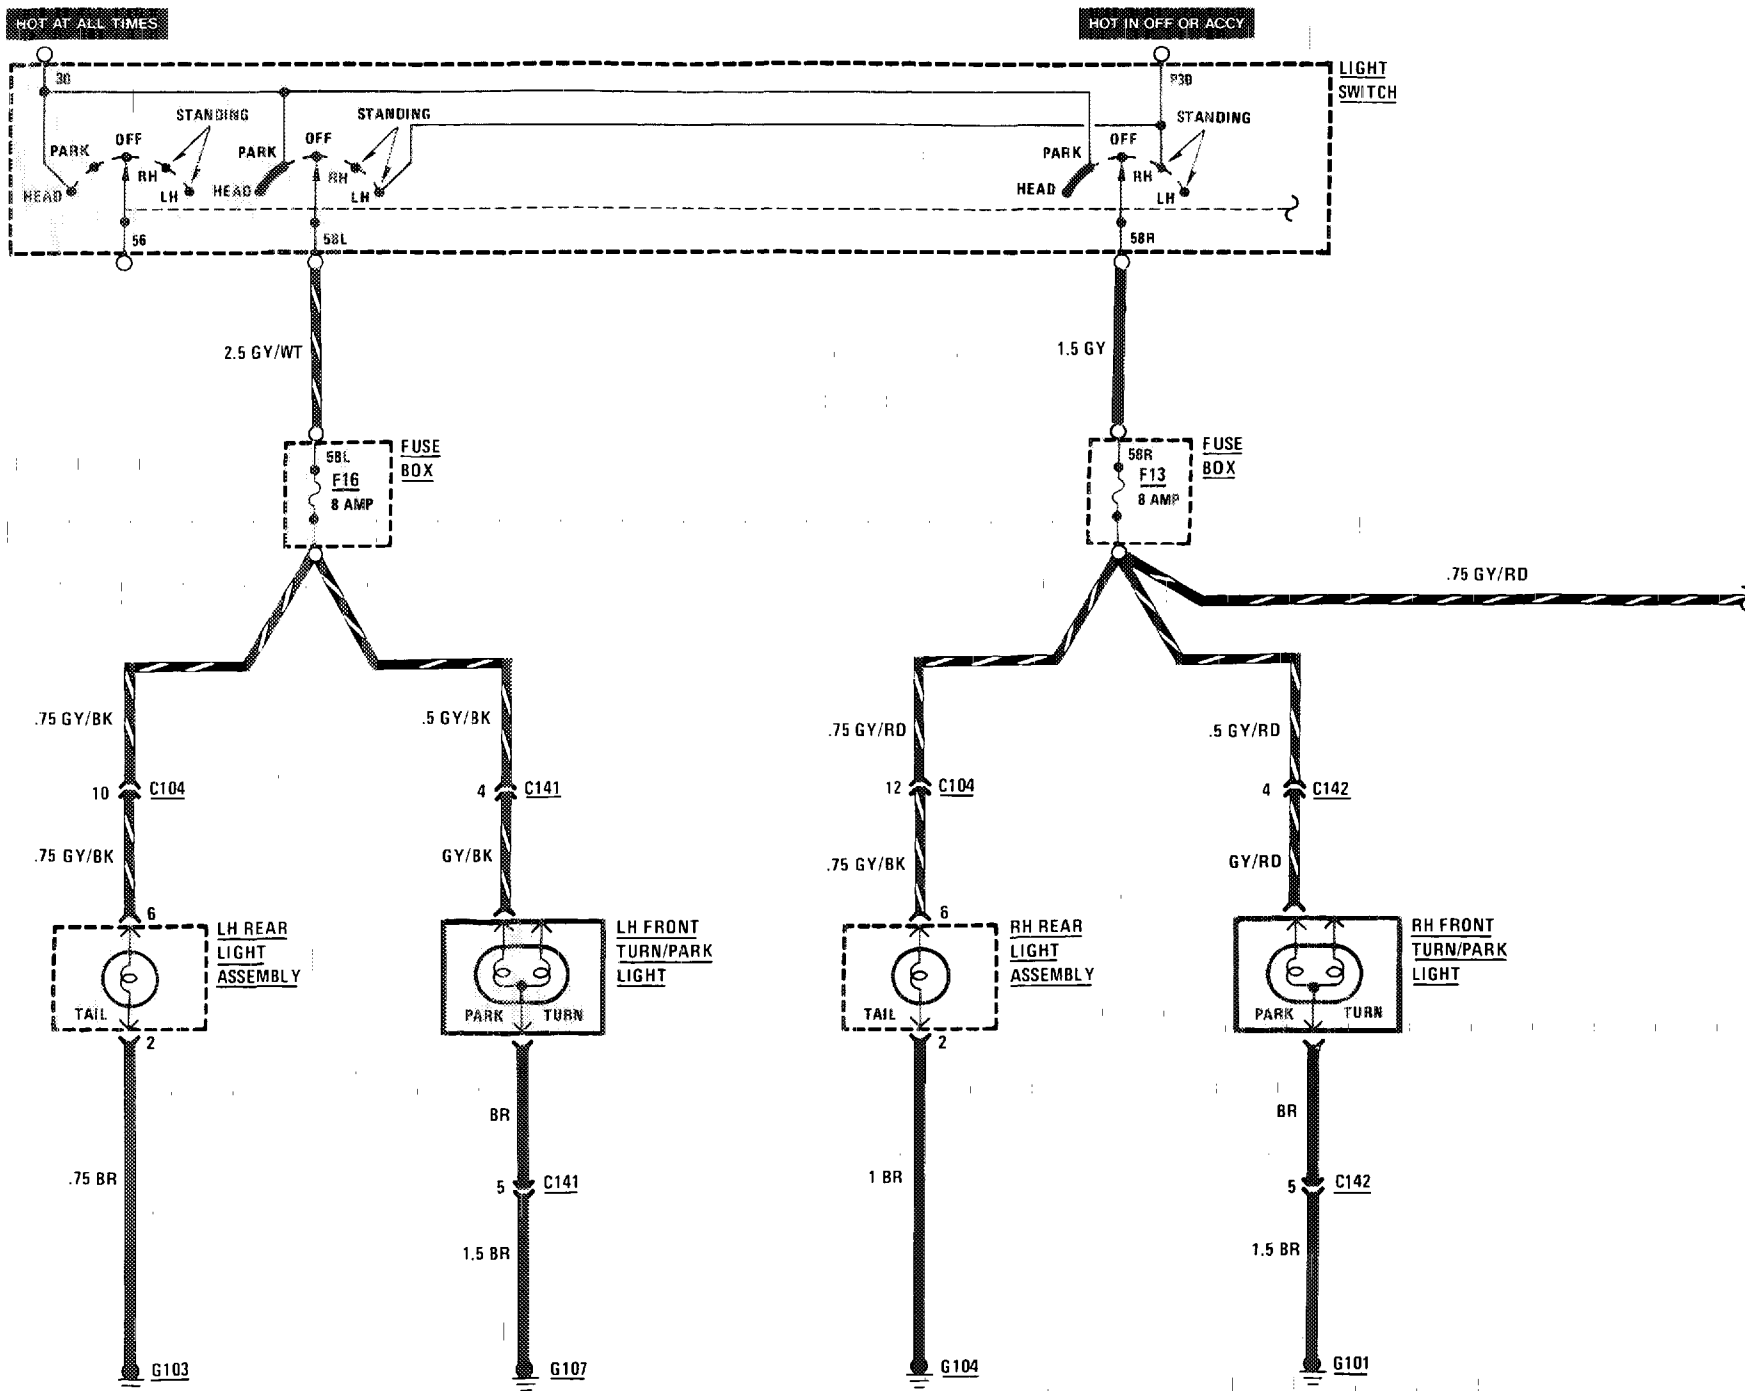 HOT AT ALL TIMES
HOT IN OFF OR ACCY
30
P30
LIGHT
SWITCH
STANDING
STANDING
STANDING
OFF
OFF
OFF
PARK
PARK
PARK
RH
RH
RH
HEAD
HEAD
HEAD
LH
LH
LH
56
58L
58R
2.5 GY/WT
1.5 GY
58L
F16
8 AMP
FUSE
BOX
58R
F13
8 AMP
FUSE
BOX
.75 GY/RD
.75 GY/BK
.5 GY/BK
.75 GY/RD
.5 GY/RD
10
C104
4
C141
12
C104
4
C142
.75 GY/BK
GY/BK
.75 GY/BK
GY/RD
6
LH REAR
LIGHT
ASSEMBLY
TAIL
2
LH FRONT
TURN/PARK
LIGHT
PARK
TURN
6
RH REAR
LIGHT
ASSEMBLY
TAIL
2
RH FRONT
TURN/PARK
LIGHT
PARK
TURN
BR
BR
.75 BR
5
C141
1 BR
5
C142
1.5 BR
1.5 BR
G103
G107
G104
G101